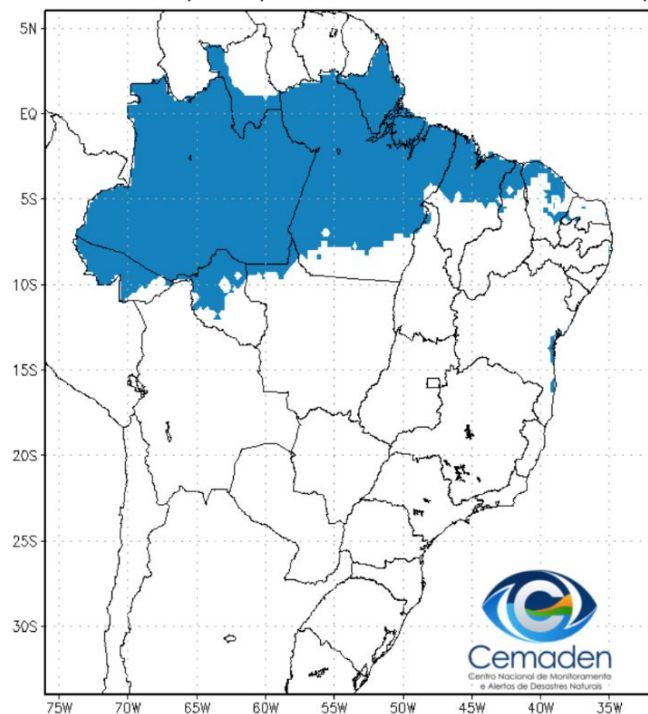 5N
EQ
5S
10S
15S
20S
25S
30S
75W 70W 65W 60W 55W 50W 45W 40W 35W
Cemaden
Centro Nacional de Monitoramento
e Alertas de Desastres Naturais